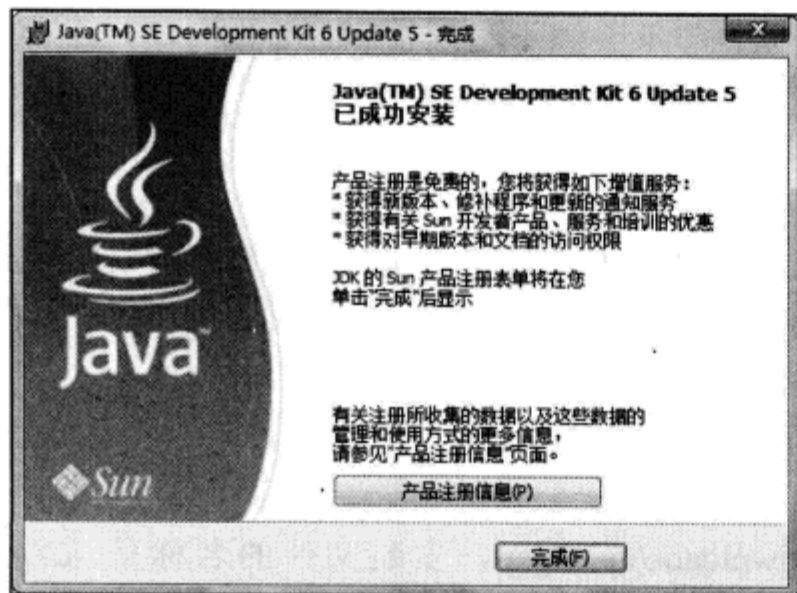 Java(TM) SE Development Kit 6 Update 5 - 完成
Java(TM) SE Development Kit 6 Update 5
已成功安装
产品注册是免费的，您将获得如下增值服务：
* 获得新版本、修补程序和更新的通知服务
* 获得有关 Sun 开发者产品、服务和培训的优惠
* 获得对早期版本和文档的访问权限
JDK 的 Sun 产品注册表单将在您
单击"完成"后显示
Java™
有关注册所收集的数据以及这些数据的
管理和使用方式的更多信息，
请参见"产品注册信息"页面。
Sun
产品注册信息(P)
完成(F)